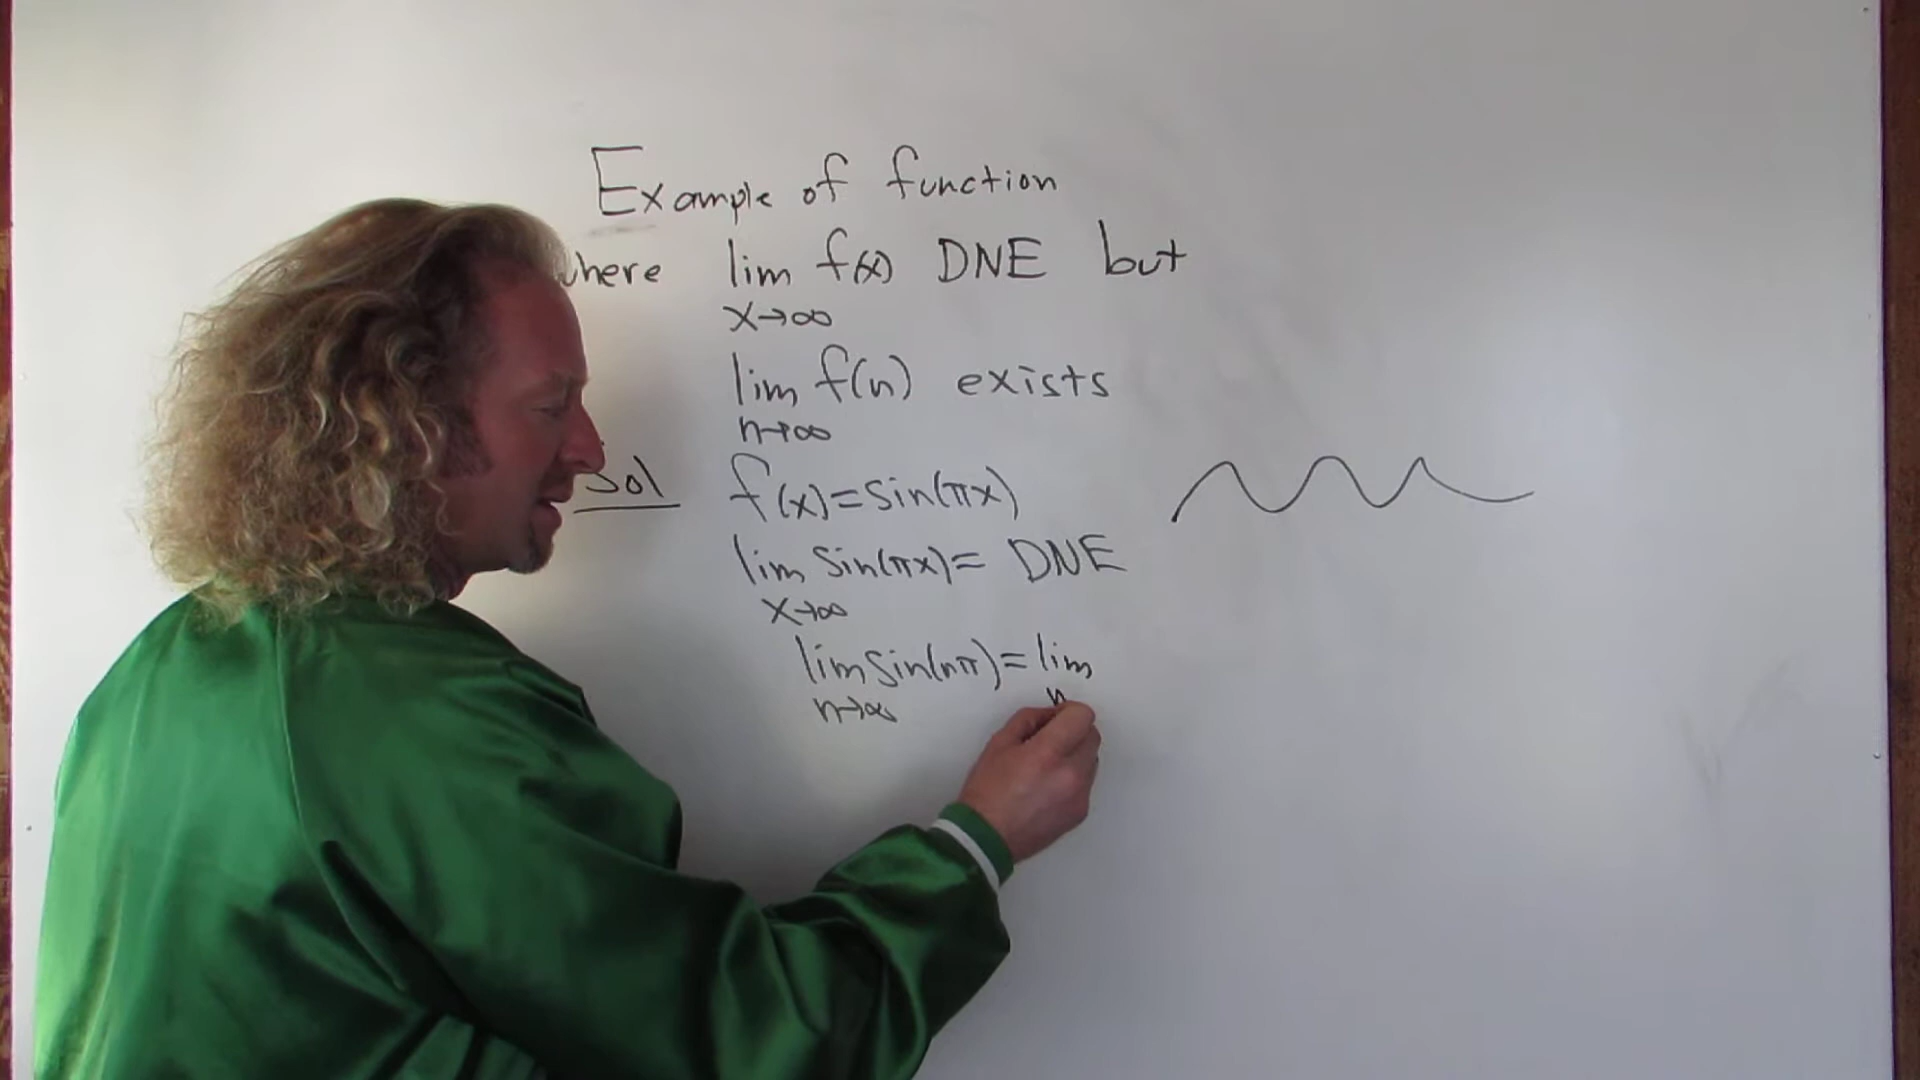 Example of function
where lim f(x) DNE but
x→∞
lim f(n) exists
n→∞
Sol f(x)=sin(πx)
lim sin(πx)= DNE
x→∞
lim sin(nπ)= lim
n→∞ n